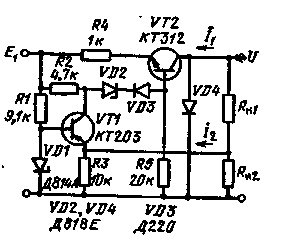 R4
1к
VT2
КТ312
I₁
E₁
U
R2
4,7к
VD2
VD3
VD4
R1
9,1к
Rн1
VT1
КТ203
I₂
VD1
R3
10к
R5
20к
Rн2
VD2, VD4
Д818Е
VD3
Д220